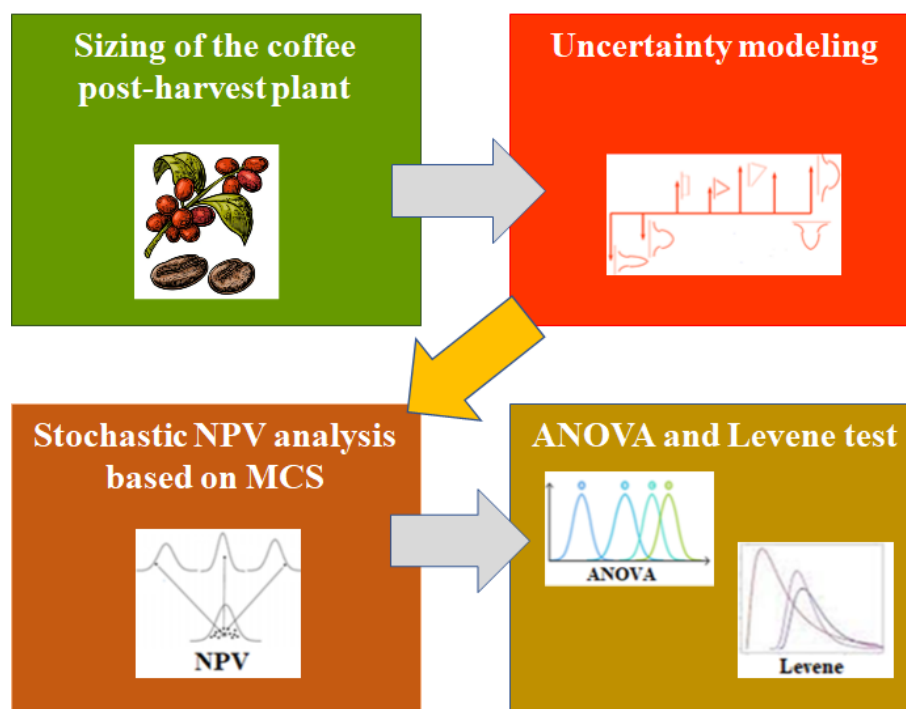 Sizing of the coffee
post-harvest plant
Uncertainty modeling
Stochastic NPV analysis
based on MCS
NPV
ANOVA and Levene test
ANOVA
Levene